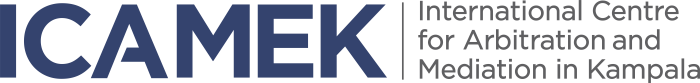 ICAMEK
International Centre
for Arbitration and
Mediation in Kampala